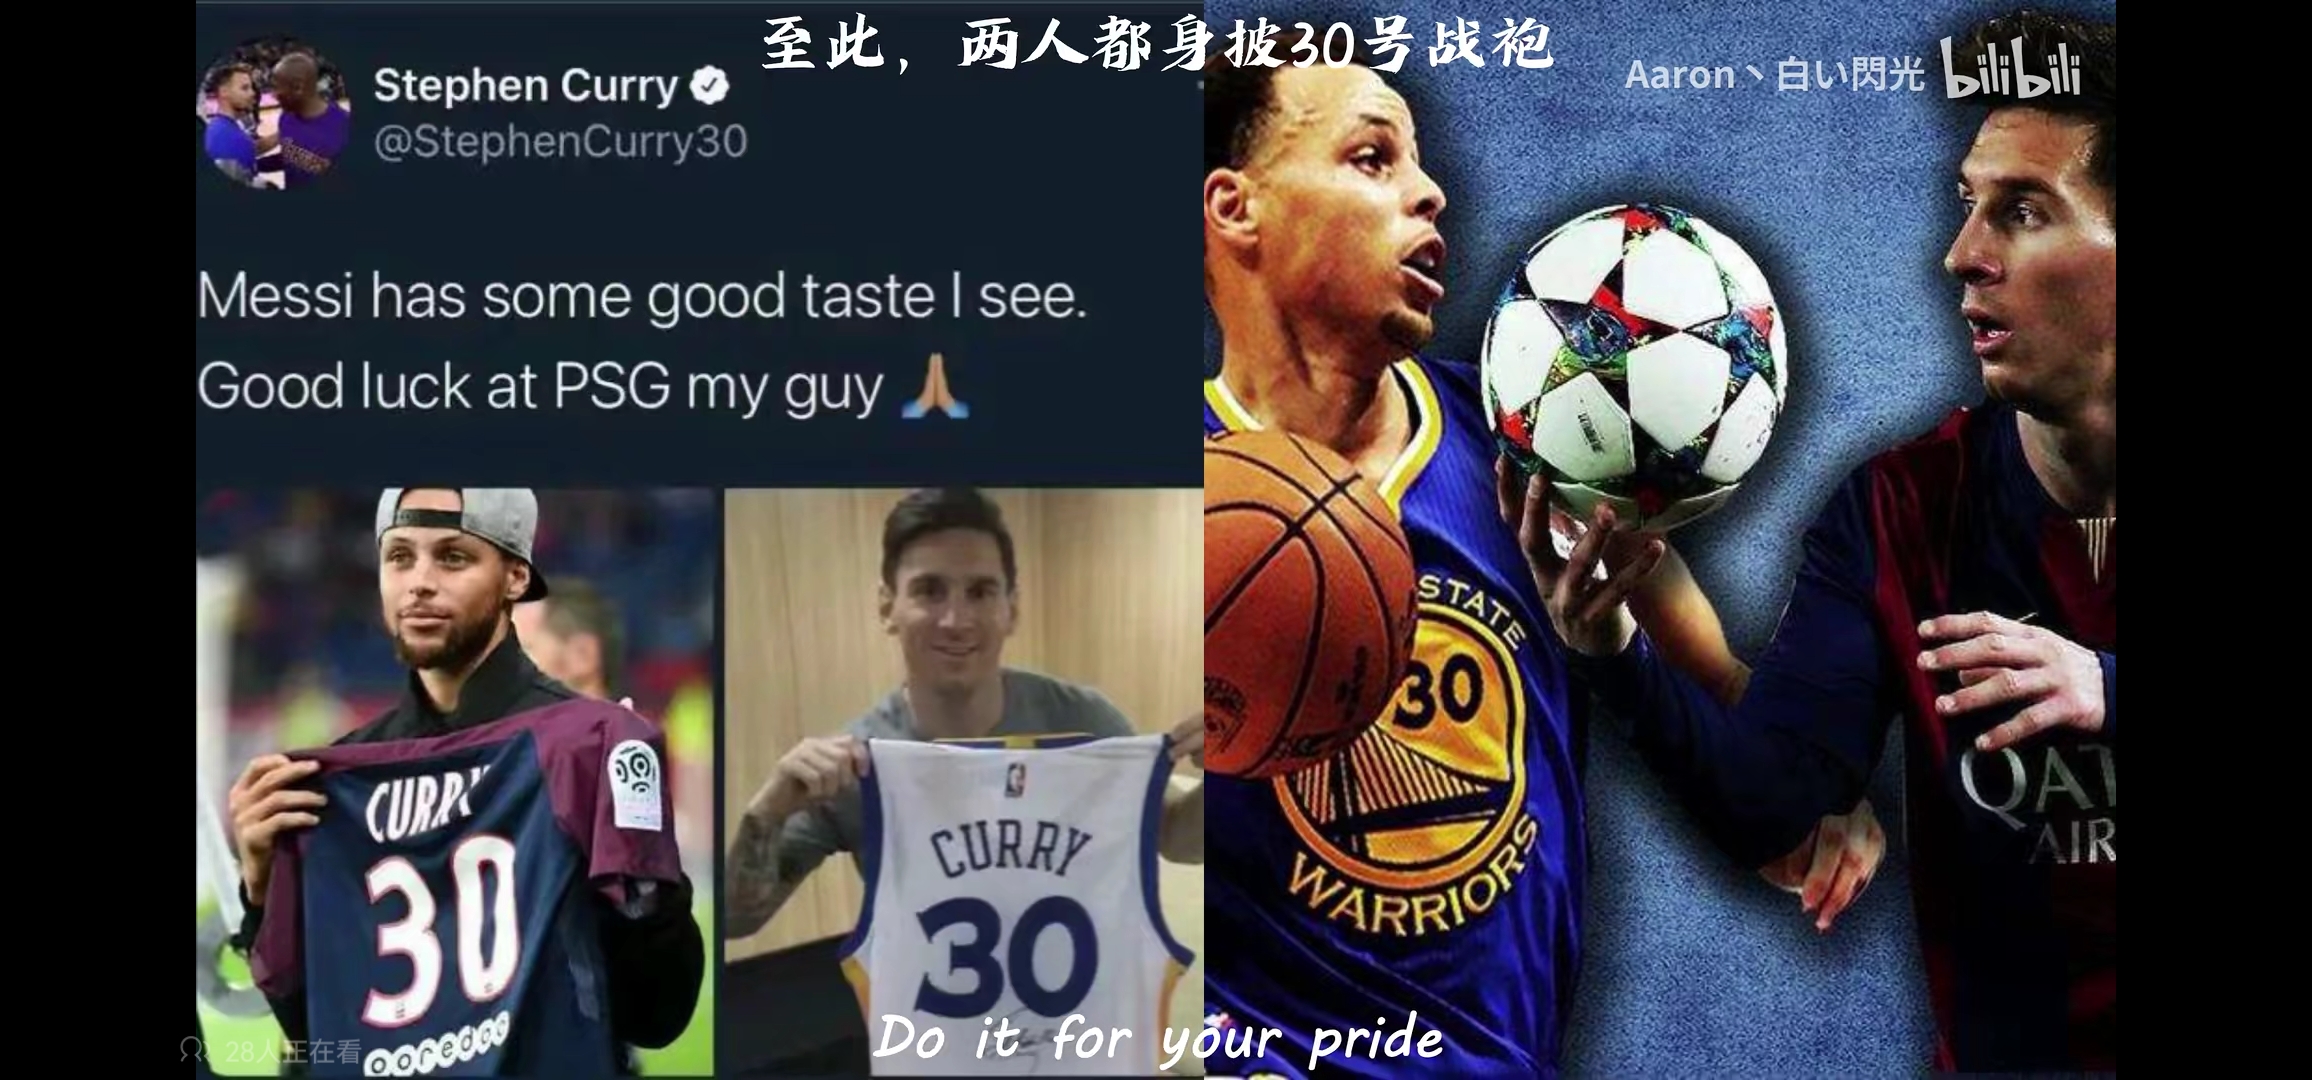 至此，两人都身披30号战袍
Aaron丶白い閃光 bilibili
Stephen Curry
@StephenCurry30
Messi has some good taste I see.
Good luck at PSG my guy 🙏🏽
CURRY
30
ooredoo
CURRY
30
STATE
30
WARRIORS
QAT
AIR
Do it for your pride
28人正在看